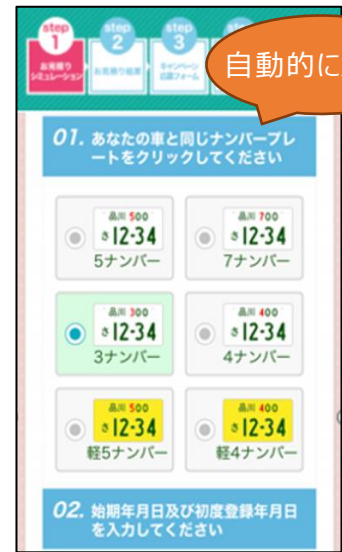 step
1
お見積り
シミュレーション
step
2
お見積り結果
step
3
キャンペーン
応募フォーム
自動的に
01. あなたの車と同じナンバープレ
ートをクリックしてください
品川 500
さ 12-34
5ナンバー
品川 700
さ 12-34
7ナンバー
品川 300
さ 12-34
3ナンバー
品川 400
さ 12-34
4ナンバー
品川 500
さ 12-34
軽5ナンバー
品川 400
さ 12-34
軽4ナンバー
02. 始期年月日及び初度登録年月日
を入力してください